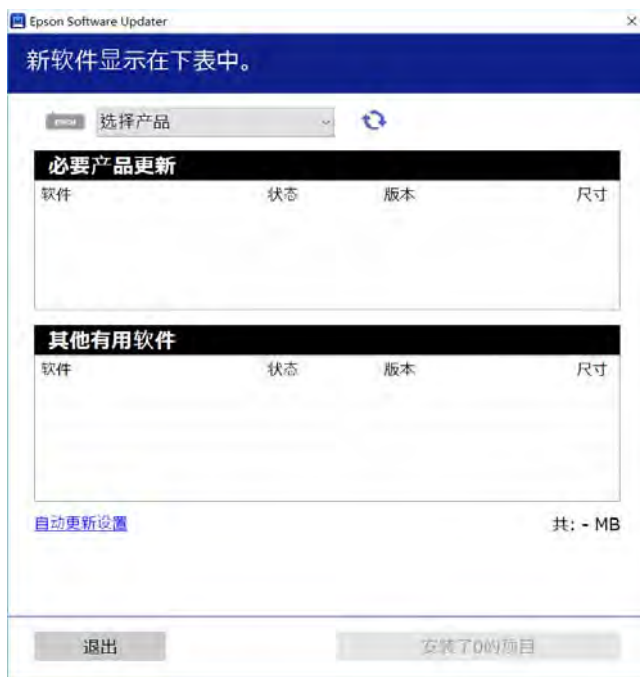 Epson Software Updater
新软件显示在下表中。
EPSON 选择产品
必要产品更新
软件 状态 版本 尺寸
其他有用软件
软件 状态 版本 尺寸
自动更新设置 共: - MB
退出 安装了0的项目